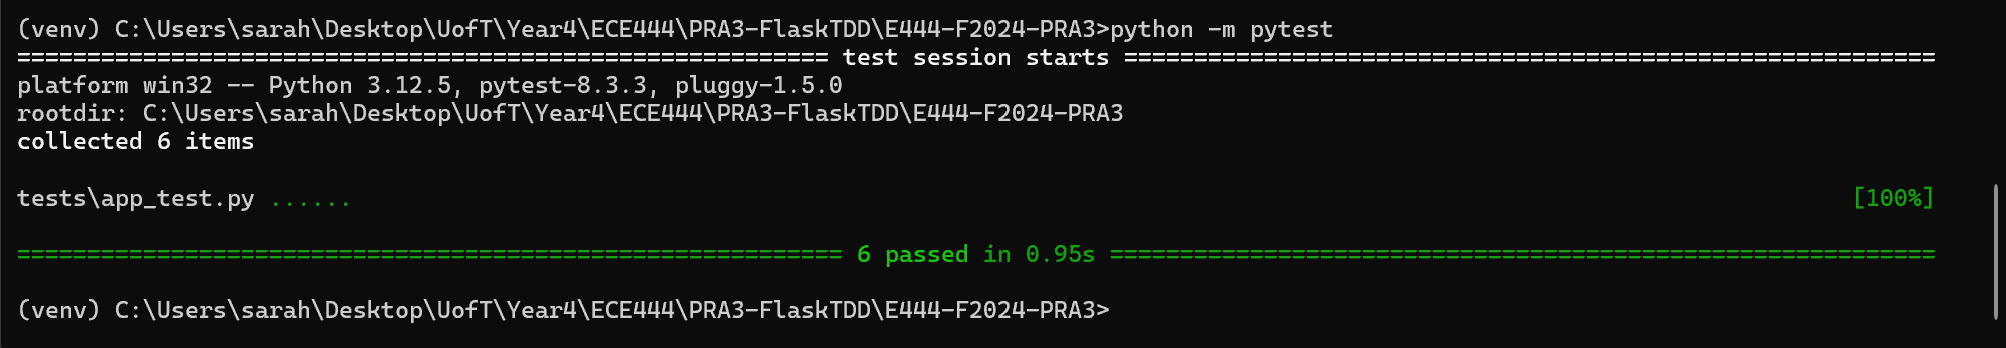 (venv) C:\Users\sarah\Desktop\UofT\Year4\ECE444\PRA3-FlaskTDD\E444-F2024-PRA3>python -m pytest
========================================================== test session starts ==========================================================
platform win32 -- Python 3.12.5, pytest-8.3.3, pluggy-1.5.0
rootdir: C:\Users\sarah\Desktop\UofT\Year4\ECE444\PRA3-FlaskTDD\E444-F2024-PRA3
collected 6 items
tests\app_test.py ...... [100%]
=========================================================== 6 passed in 0.95s ===========================================================
(venv) C:\Users\sarah\Desktop\UofT\Year4\ECE444\PRA3-FlaskTDD\E444-F2024-PRA3>